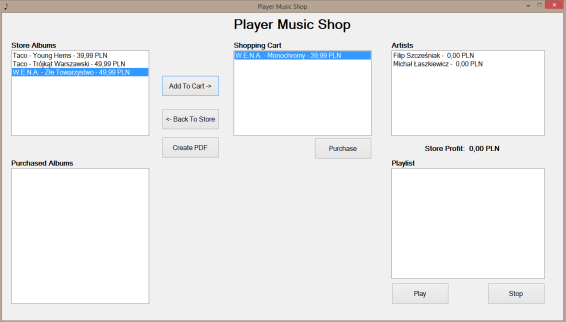 Player Music Shop
Player Music Shop
Store Albums
Taco - Young Hems - 39,99 PLN
Taco - Trójkąt Warszawski - 49,99 PLN
W.E.N.A. - Złe Towarzystwo - 49,99 PLN
Add To Cart ->
<- Back To Store
Create PDF
Shopping Cart
W.E.N.A. - Monochromy - 39,99 PLN
Purchase
Artists
Filip Szcześniak - 0,00 PLN
Michał Łaszkiewicz - 0,00 PLN
Store Profit: 0,00 PLN
Purchased Albums
Playlist
Play
Stop